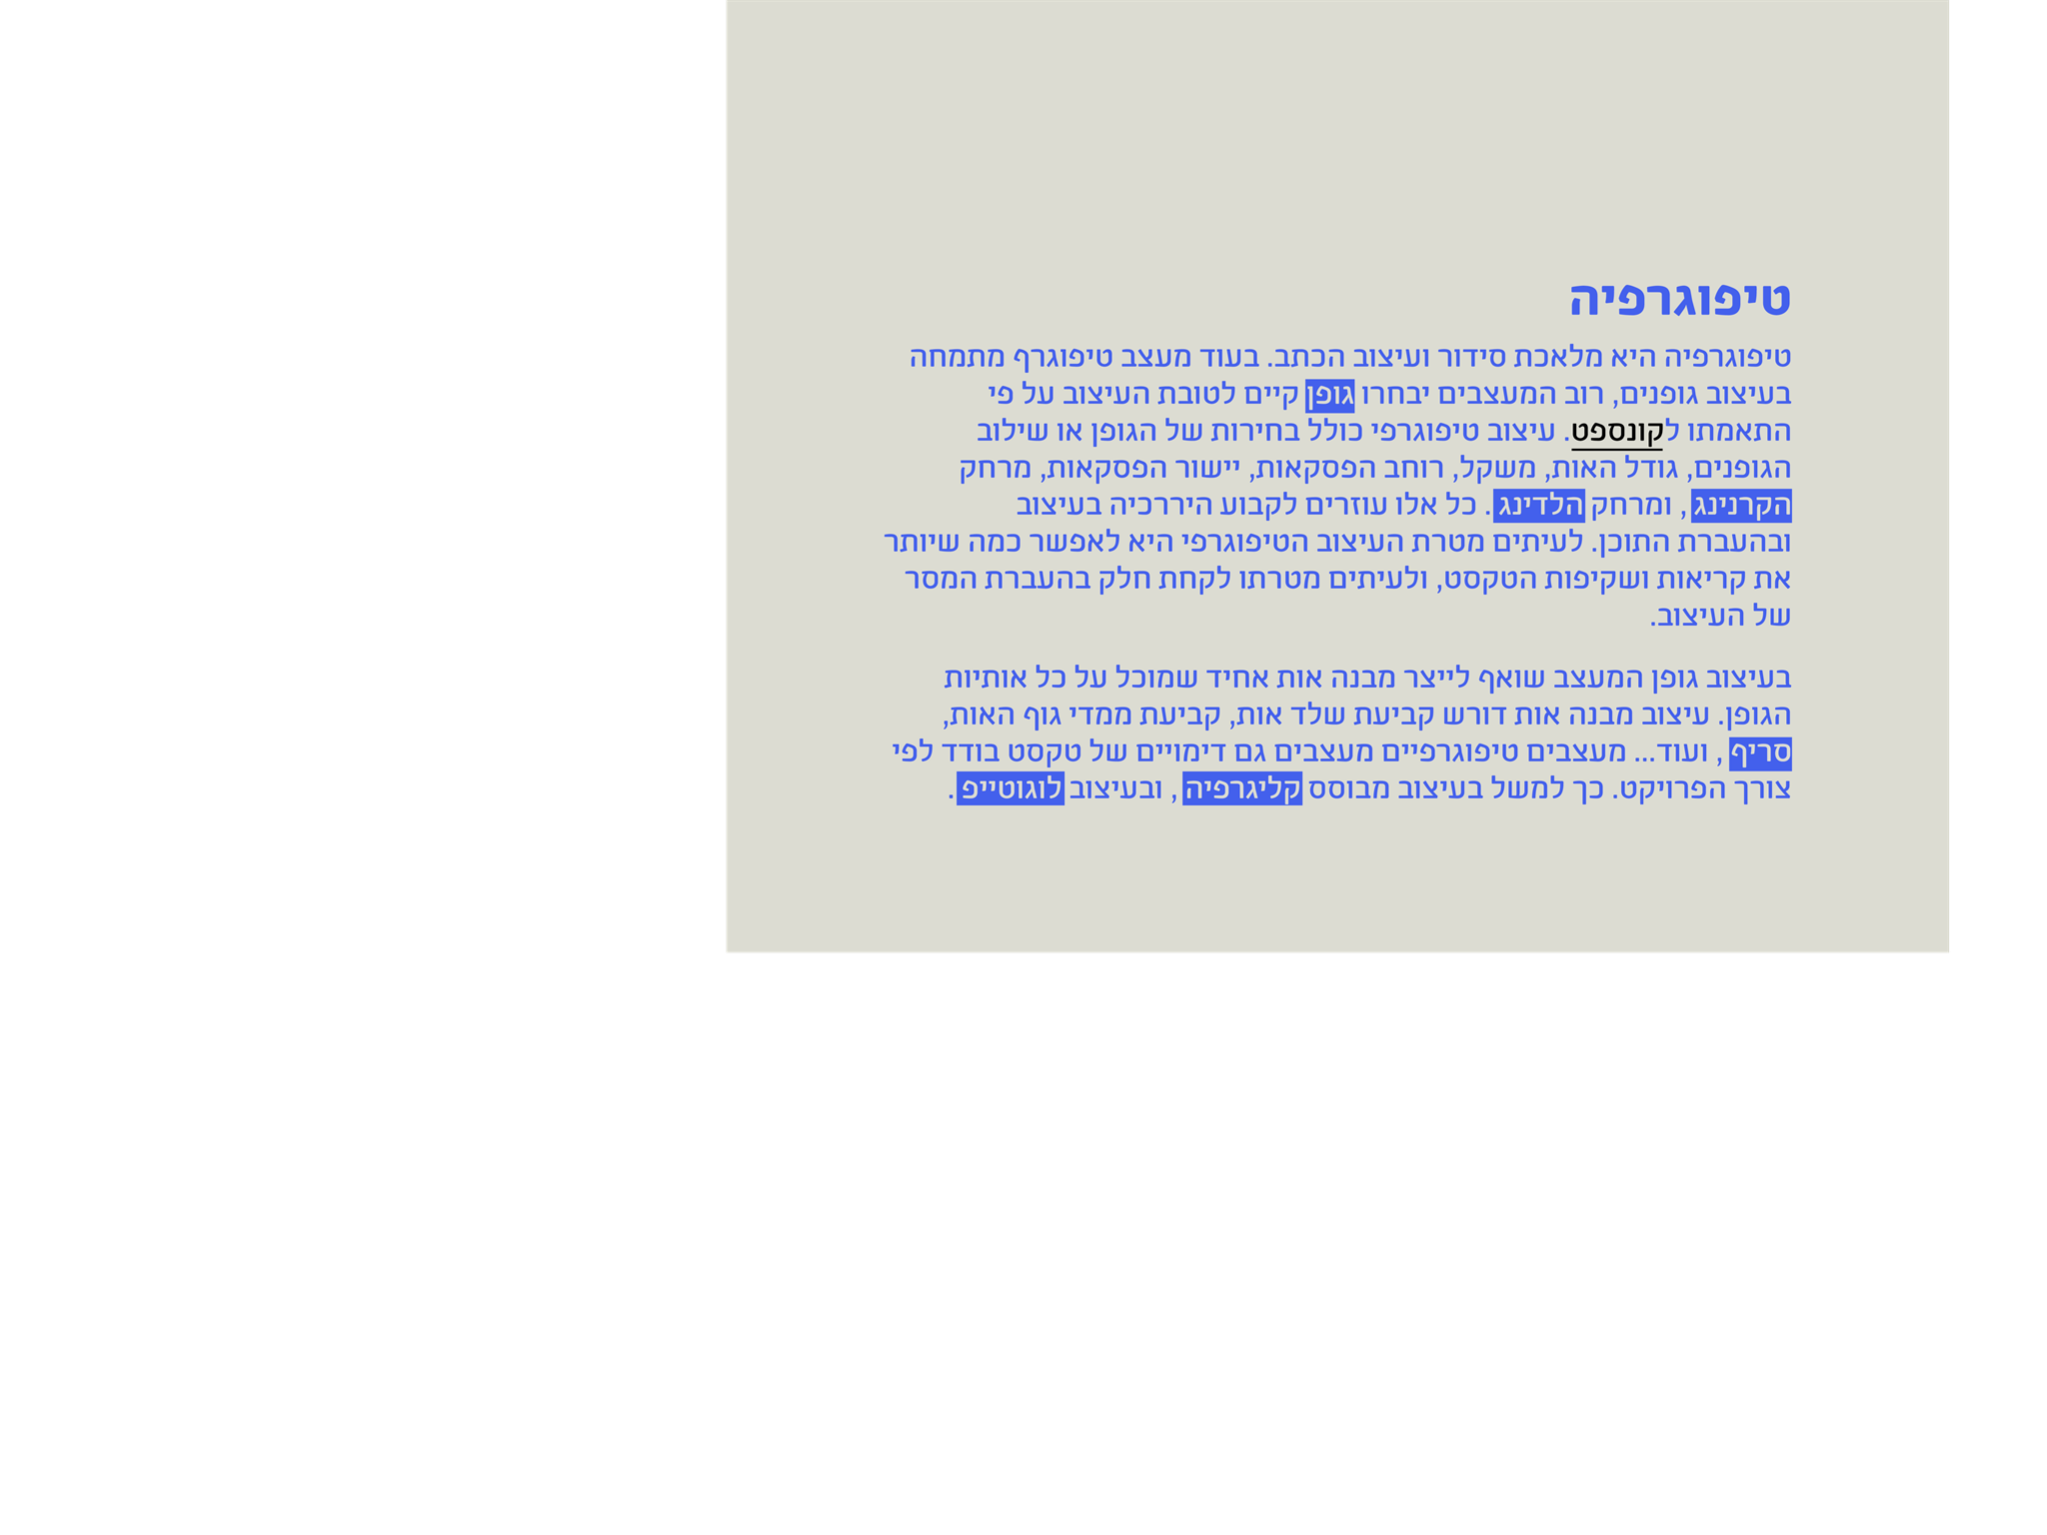 טיפוגרפיה
טיפוגרפיה היא מלאכת סידור ועיצוב הכתב. בעוד מעצב טיפוגרף מתמחה
בעיצוב גופנים, רוב המעצבים יבחרו גופן קיים לטובת העיצוב על פי
התאמתו לקונספט. עיצוב טיפוגרפי כולל בחירות של הגופן או שילוב
הגופנים, גודל האות, משקל, רוחב הפסקאות, יישור הפסקאות, מרחק
הקרנינג , ומרחק הלדינג . כל אלו עוזרים לקבוע היררכיה בעיצוב
ובהעברת התוכן. לעיתים מטרת העיצוב הטיפוגרפי היא לאפשר כמה שיותר
את קריאות ושקיפות הטקסט, ולעיתים מטרתו לקחת חלק בהעברת המסר
של העיצוב.
בעיצוב גופן המעצב שואף לייצר מבנה אות אחיד שמוכל על כל אותיות
הגופן. עיצוב מבנה אות דורש קביעת שלד אות, קביעת ממדי גוף האות,
סריף , ועוד... מעצבים טיפוגרפיים מעצבים גם דימויים של טקסט בודד לפי
צורך הפרויקט. כך למשל בעיצוב מבוסס קליגרפיה , ובעיצוב לוגוטייפ .